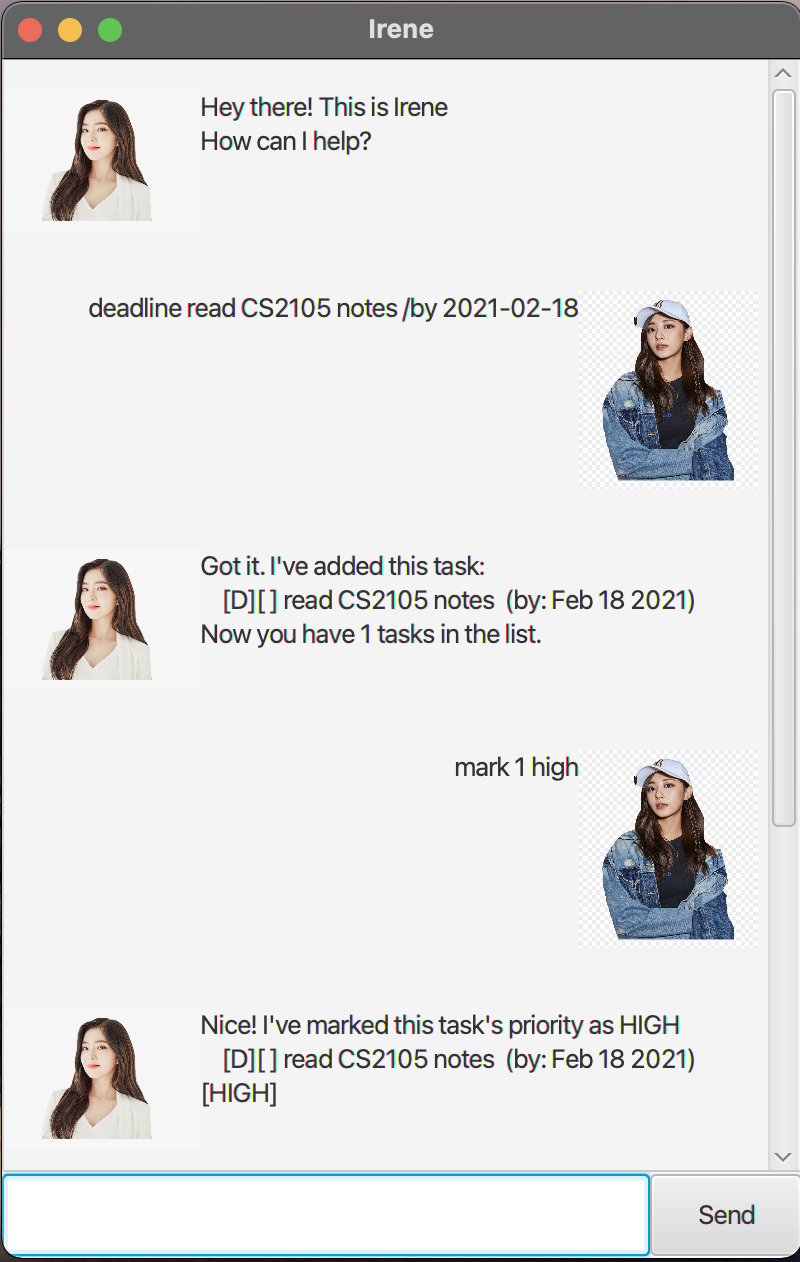 Irene
Hey there! This is Irene
How can I help?
deadline read CS2105 notes /by 2021-02-18
Got it. I've added this task:
[D][ ] read CS2105 notes  (by: Feb 18 2021)
Now you have 1 tasks in the list.
mark 1 high
Nice! I've marked this task's priority as HIGH
[D][ ] read CS2105 notes  (by: Feb 18 2021)
[HIGH]
Send